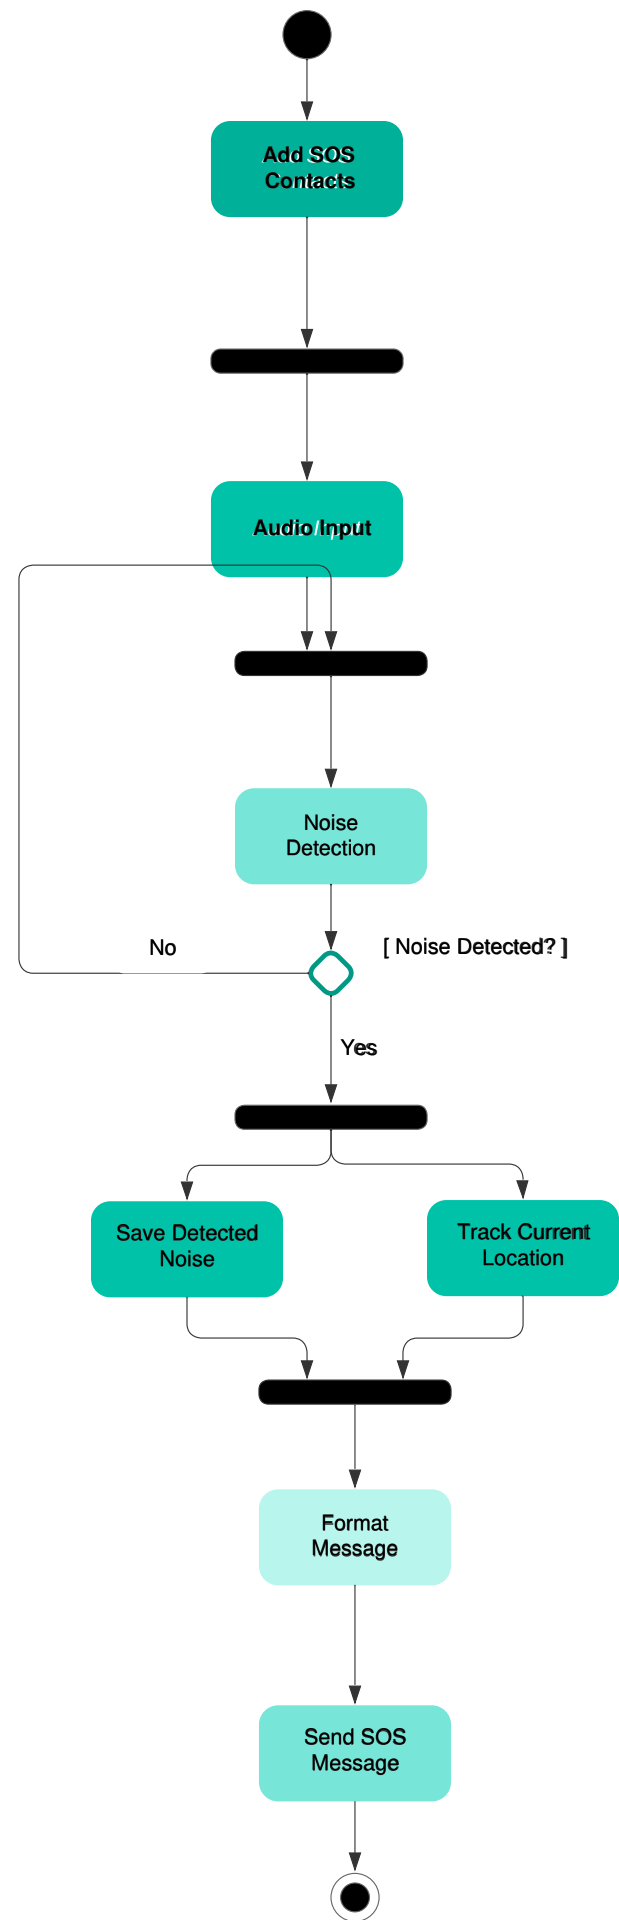 Add SOS
Contacts
Audio Input
Noise
Detection
No
[ Noise Detected? ]
Yes
Save Detected
Noise
Track Current
Location
Format
Message
Send SOS
Message